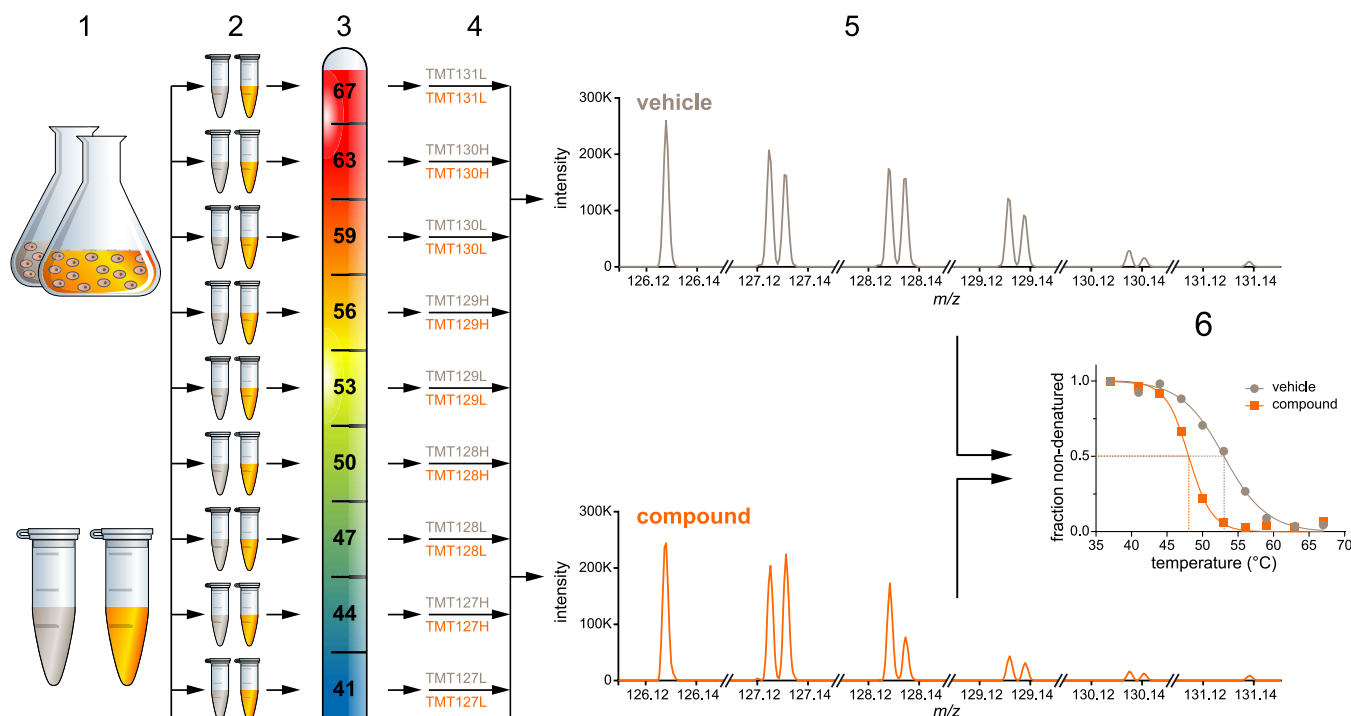 1
2
3
4
5
6
67
63
59
56
53
50
47
44
41
TMT131L
TMT131L
TMT130H
TMT130H
TMT130L
TMT130L
TMT129H
TMT129H
TMT129L
TMT129L
TMT128H
TMT128H
TMT128L
TMT128L
TMT127H
TMT127H
TMT127L
TMT127L
vehicle
intensity
300K
200K
100K
0
126.12 126.14 127.12 127.14 128.12 128.14 129.12 129.14 130.12 130.14 131.12 131.14
m/z
compound
intensity
300K
200K
100K
0
126.12 126.14 127.12 127.14 128.12 128.14 129.12 129.14 130.12 130.14 131.12 131.14
m/z
fraction non-denatured
1.0
0.5
0.0
vehicle
compound
35 40 45 50 55 60 65 70
temperature (°C)